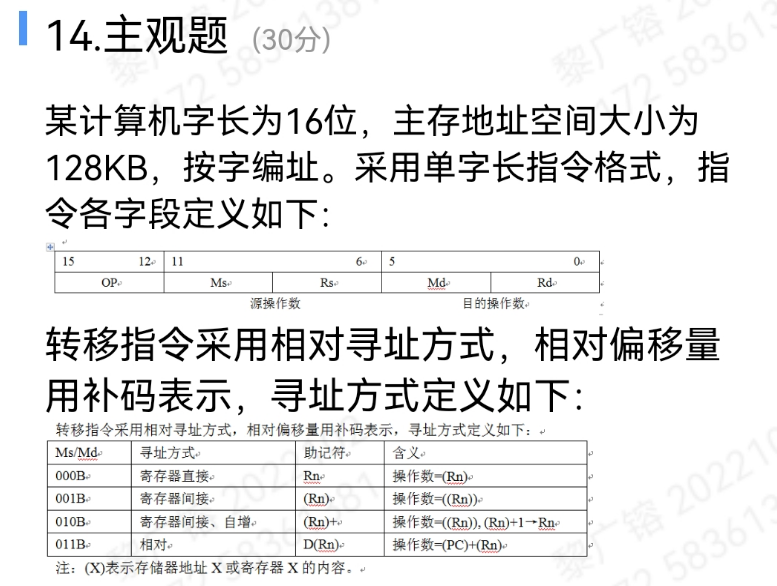 14.主观题 (30分)
某计算机字长为16位，主存地址空间大小为
128KB，按字编址。采用单字长指令格式，指
令各字段定义如下：
15 12 11 6 5 0
OP Ms Rs Md Rd
源操作数 目的操作数
转移指令采用相对寻址方式，相对偏移量
用补码表示，寻址方式定义如下：
转移指令采用相对寻址方式，相对偏移量用补码表示，寻址方式定义如下：
Ms/Md 寻址方式 助记符 含义
000B 寄存器直接 Rn 操作数=(Rn)
001B 寄存器间接 (Rn) 操作数=((Rn))
010B 寄存器间接、自增 (Rn)+ 操作数=((Rn)), (Rn)+1→Rn
011B 相对 D(Rn) 操作数=(PC)+(Rn)
注：(X)表示存储器地址 X 或寄存器 X 的内容。